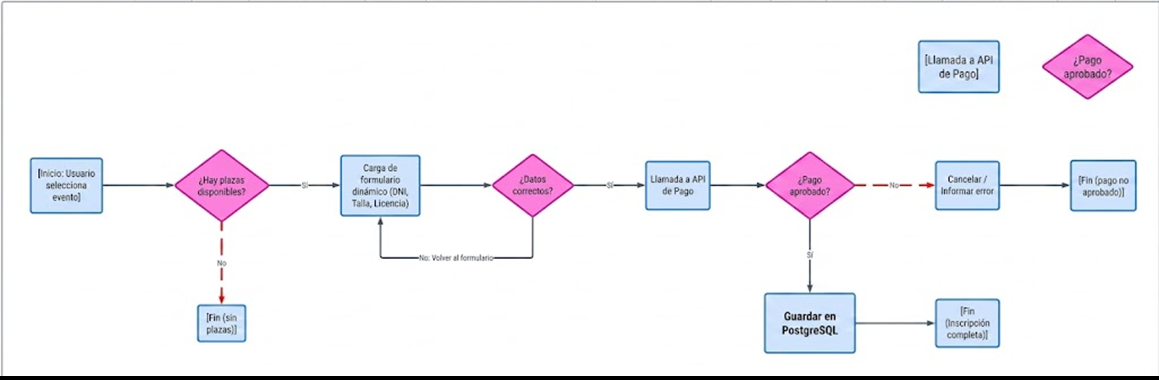 [Llamada a API
de Pago]
¿Pago
aprobado?
[Inicio: Usuario
selecciona
evento]
¿Hay plazas
disponibles?
Sí
Carga de
formulario
dinámico (DNI,
Talla, Licencia)
¿Datos
correctos?
Sí
Llamada a API
de Pago
¿Pago
aprobado?
No
Cancelar /
Informar error
[Fin (pago no
aprobado)]
No: Volver al formulario
Sí
No
[Fin (sin
plazas)]
Guardar en
PostgreSQL
[Fin
(Inscripción
completa)]